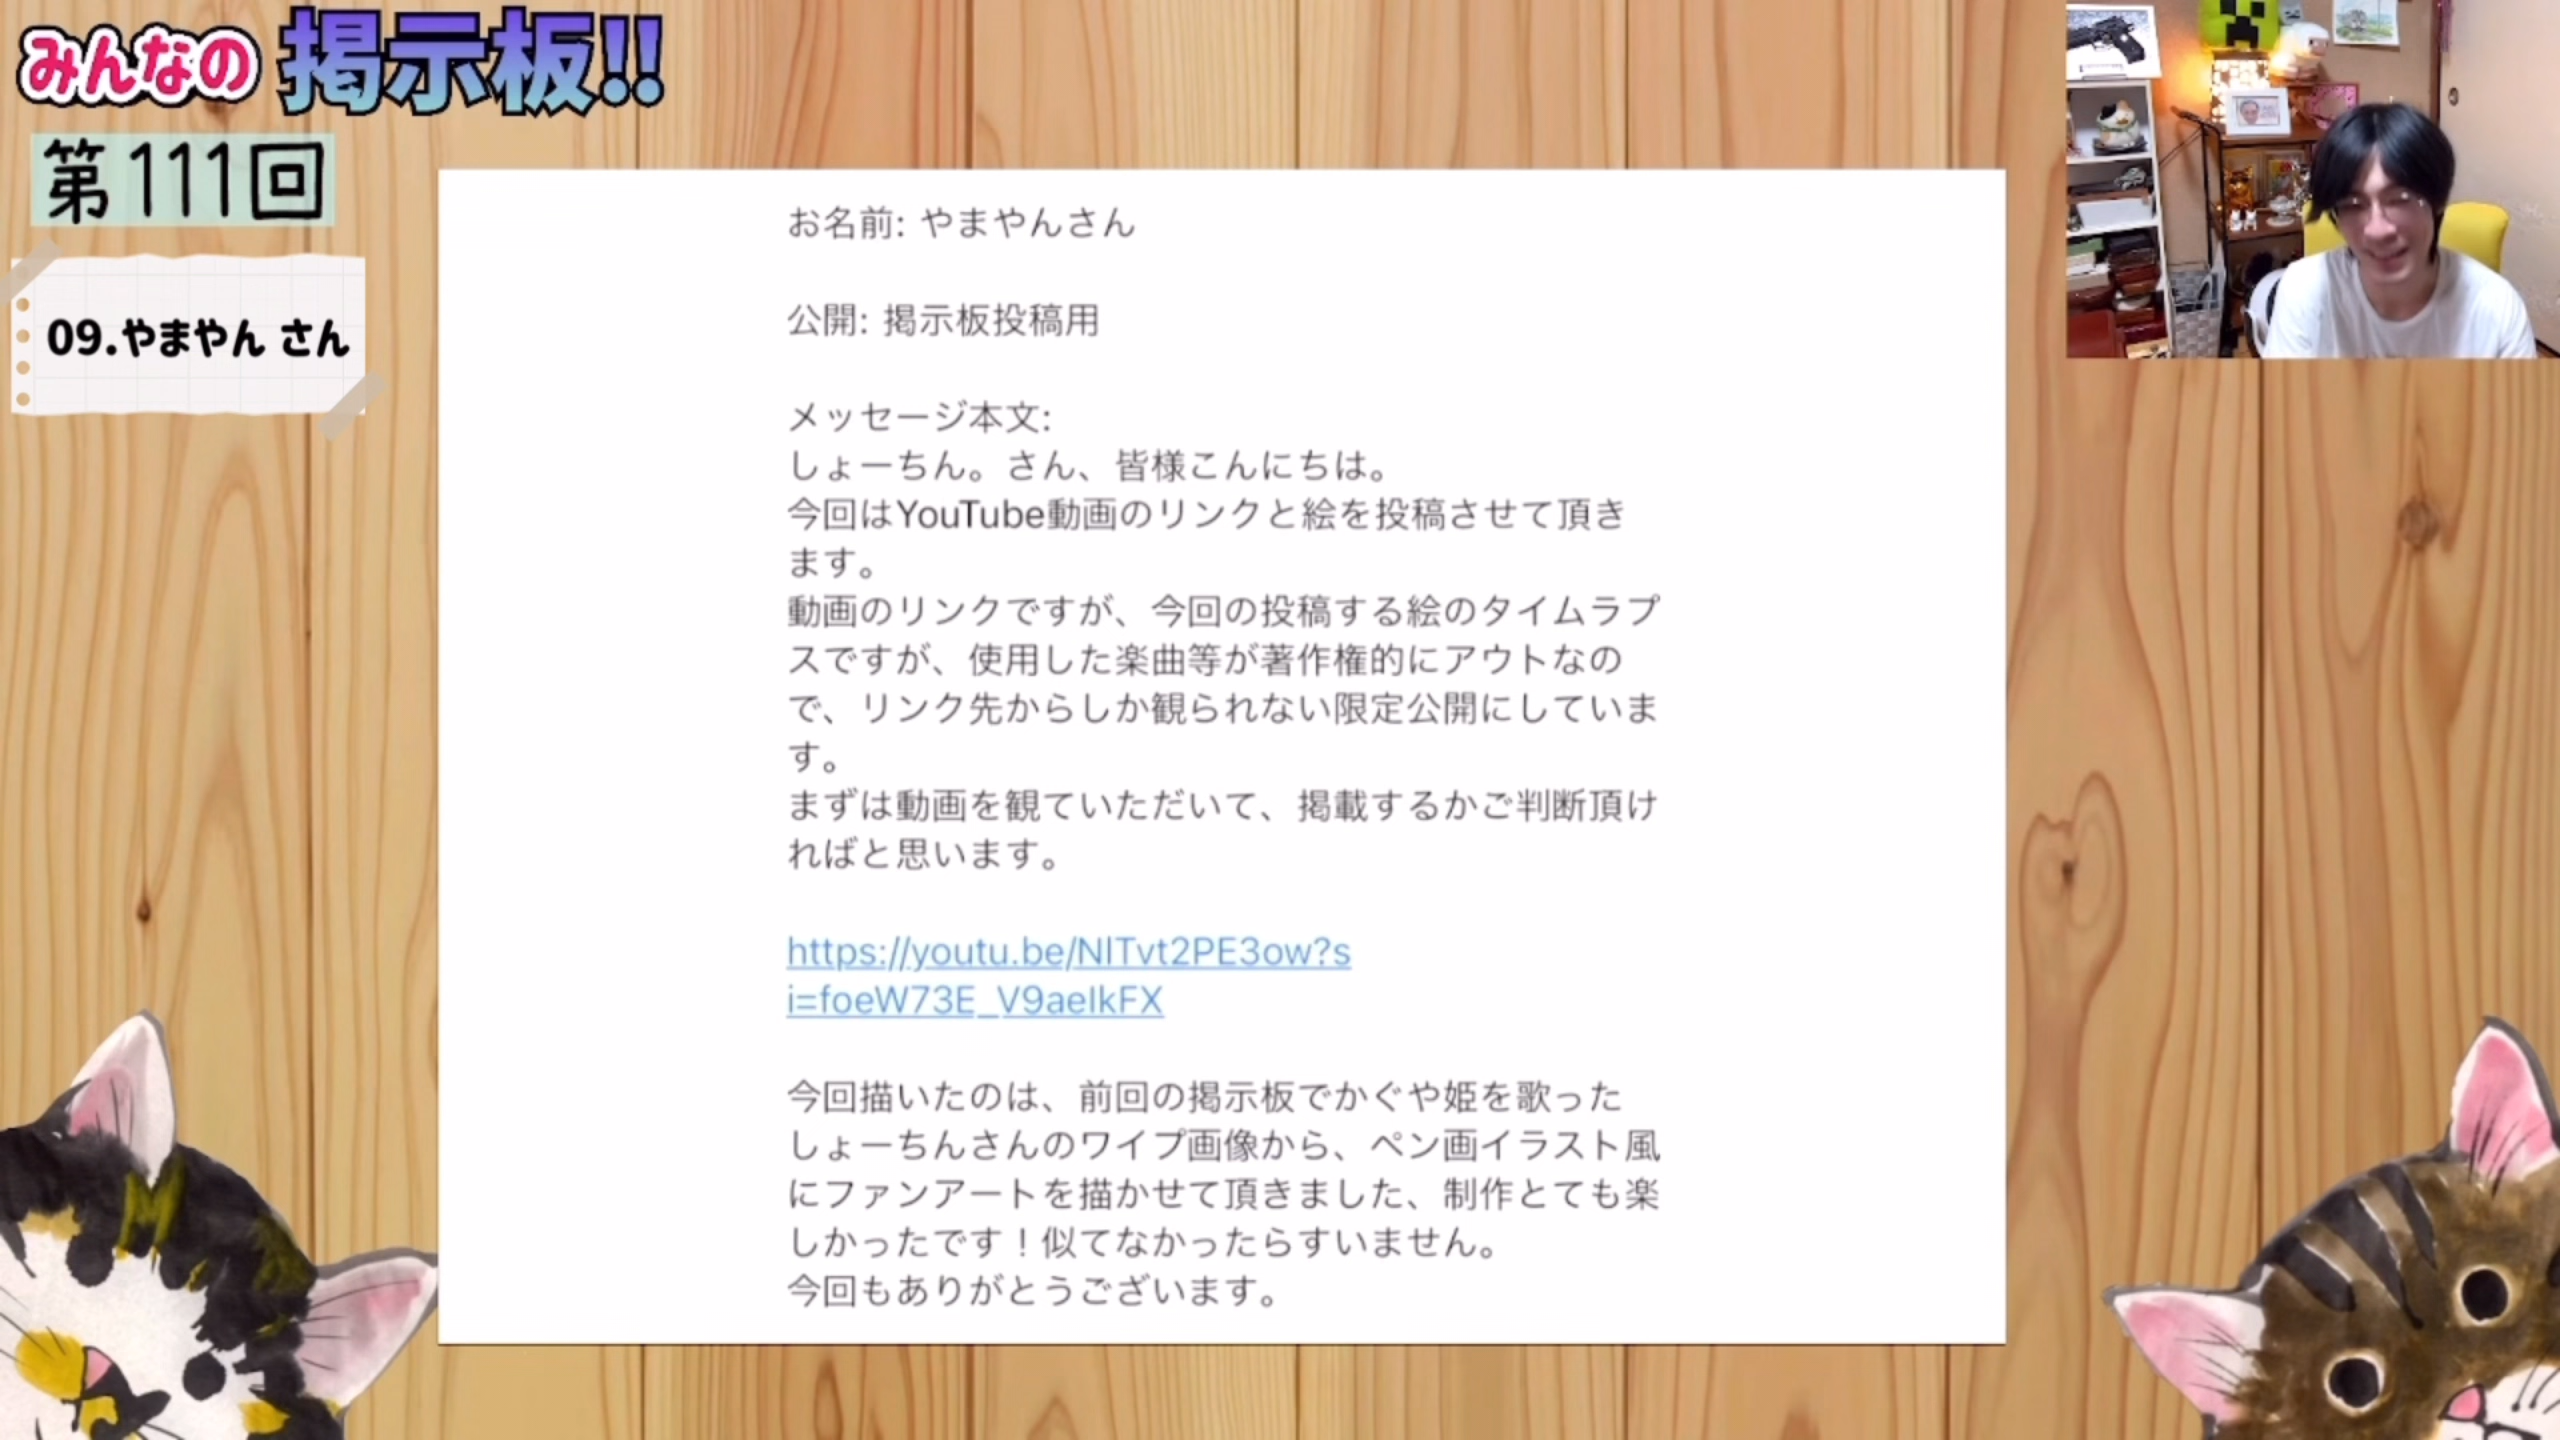 みんなの掲示板!!
第111回
09.やまやん さん
お名前: やまやんさん
公開: 掲示板投稿用
メッセージ本文:
しょーちん。さん、皆様こんにちは。
今回はYouTube動画のリンクと絵を投稿させて頂き
ます。
動画のリンクですが、今回の投稿する絵のタイムラプ
スですが、使用した楽曲等が著作権的にアウトなの
で、リンク先からしか観られない限定公開にしていま
す。
まずは動画を観ていただいて、掲載するかご判断頂け
ればと思います。
https://youtu.be/NlTvt2PE3ow?s
i=foeW73E_V9aeIkFX
今回描いたのは、前回の掲示板でかぐや姫を歌った
しょーちんさんのワイプ画像から、ペン画イラスト風
にファンアートを描かせて頂きました、制作とても楽
しかったです！似てなかったらすいません。
今回もありがとうございます。